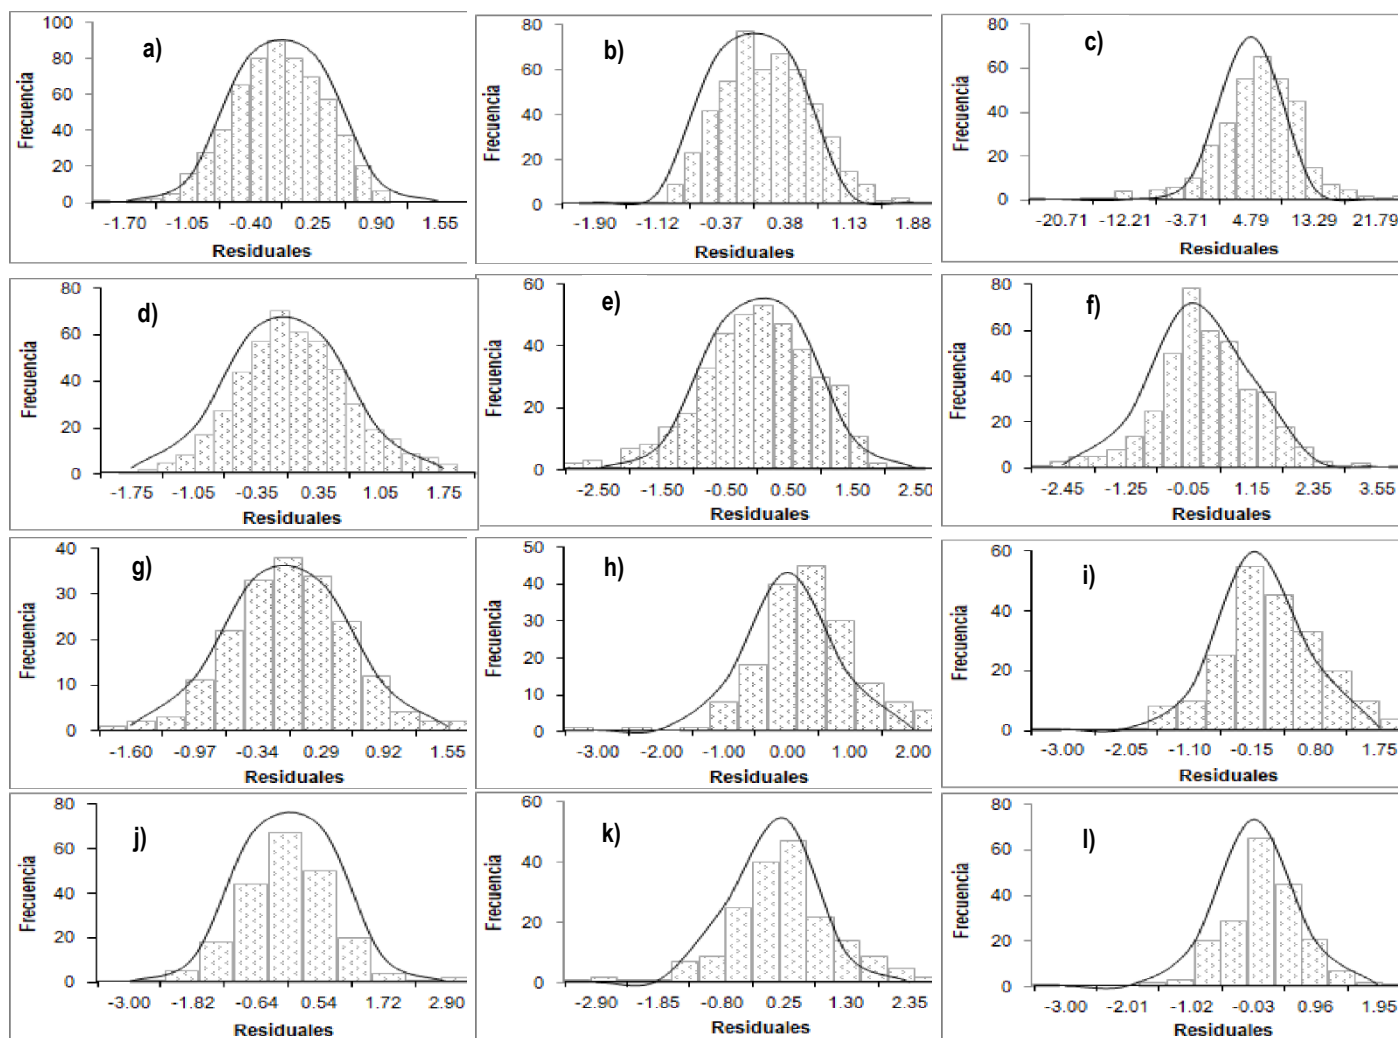 a)
Frecuencia
100
80
60
40
20
0
-1.70 -1.05 -0.40 0.25 0.90 1.55
Residuales
b)
Frecuencia
80
60
40
20
0
-1.90 -1.12 -0.37 0.38 1.13 1.88
Residuales
c)
Frecuencia
80
60
40
20
0
-20.71 -12.21 -3.71 4.79 13.29 21.79
Residuales
d)
Frecuencia
80
60
40
20
0
-1.75 -1.05 -0.35 0.35 1.05 1.75
Residuales
e)
Frecuencia
60
40
20
0
-2.50 -1.50 -0.50 0.50 1.50 2.50
Residuales
f)
Frecuencia
80
60
40
20
0
-2.45 -1.25 -0.05 1.15 2.35 3.55
Residuales
g)
Frecuencia
40
30
20
10
0
-1.60 -0.97 -0.34 0.29 0.92 1.55
Residuales
h)
Frecuencia
50
40
30
20
10
0
-3.00 -2.00 -1.00 0.00 1.00 2.00
Residuales
i)
Frecuencia
60
40
20
0
-3.00 -2.05 -1.10 -0.15 0.80 1.75
Residuales
j)
Frecuencia
80
60
40
20
0
-3.00 -1.82 -0.64 0.54 1.72 2.90
Residuales
k)
Frecuencia
60
40
20
0
-2.90 -1.85 -0.80 0.25 1.30 2.35
Residuales
l)
Frecuencia
80
60
40
20
0
-3.00 -2.01 -1.02 -0.03 0.96 1.95
Residuales